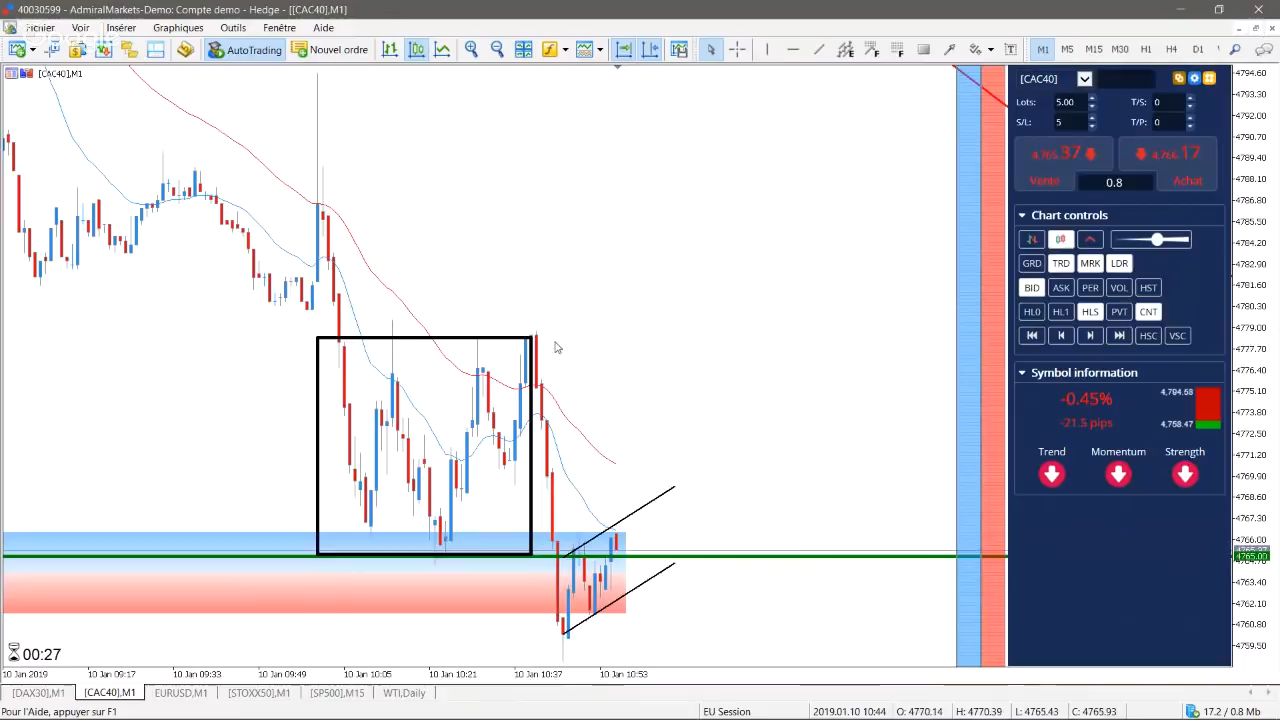 40030599 - AdmiralMarkets-Demo: Compte demo - Hedge - [[CAC40],M1]
Fichier Voir Insérer Graphiques Outils Fenêtre Aide
AutoTrading Nouvel ordre M1 M5 M15 M30 H1 H4 D1
[CAC40],M1
[CAC40]
Lots: 5.00 T/S: 0
S/L: 5 T/P: 0
4,765.37 4,766.17
Vente 0.8 Achat
Chart controls
GRD TRD MRK LDR
BID ASK PER VOL HST
HL0 HL1 HLS PVT CNT
HSC VSC
Symbol information
-0.45% 4,794.68
-21.5 pips 4,758.47
Trend Momentum Strength
4794.60
4793.30
4792.00
4790.70
4789.40
4788.10
4786.80
4785.50
4784.20
4782.90
4781.60
4780.30
4779.00
4777.70
4776.40
4775.10
4773.80
4772.50
4771.20
4769.90
4768.60
4767.30
4766.00
4765.00
4763.40
4762.10
4760.80
4759.50
00:27
10 Jan 2019 10 Jan 09:17 10 Jan 09:33 10 Jan 09:49 10 Jan 10:05 10 Jan 10:21 10 Jan 10:37 10 Jan 10:53
[DAX30],M1 [CAC40],M1 EURUSD,M1 [STOXX50],M1 [SP500],M15 WTI,Daily
Pour l'Aide, appuyer sur F1 EU Session 2019.01.10 10:44 O: 4770.14 H: 4770.39 L: 4765.43 C: 4765.93 17.2 / 0.8 Mb